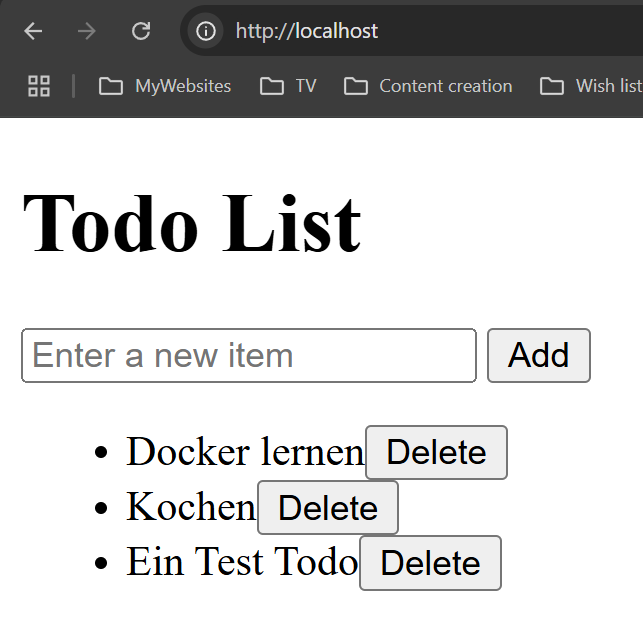 http://localhost
MyWebsites TV Content creation Wish list
Todo List
Enter a new item Add
Docker lernen Delete
Kochen Delete
Ein Test Todo Delete